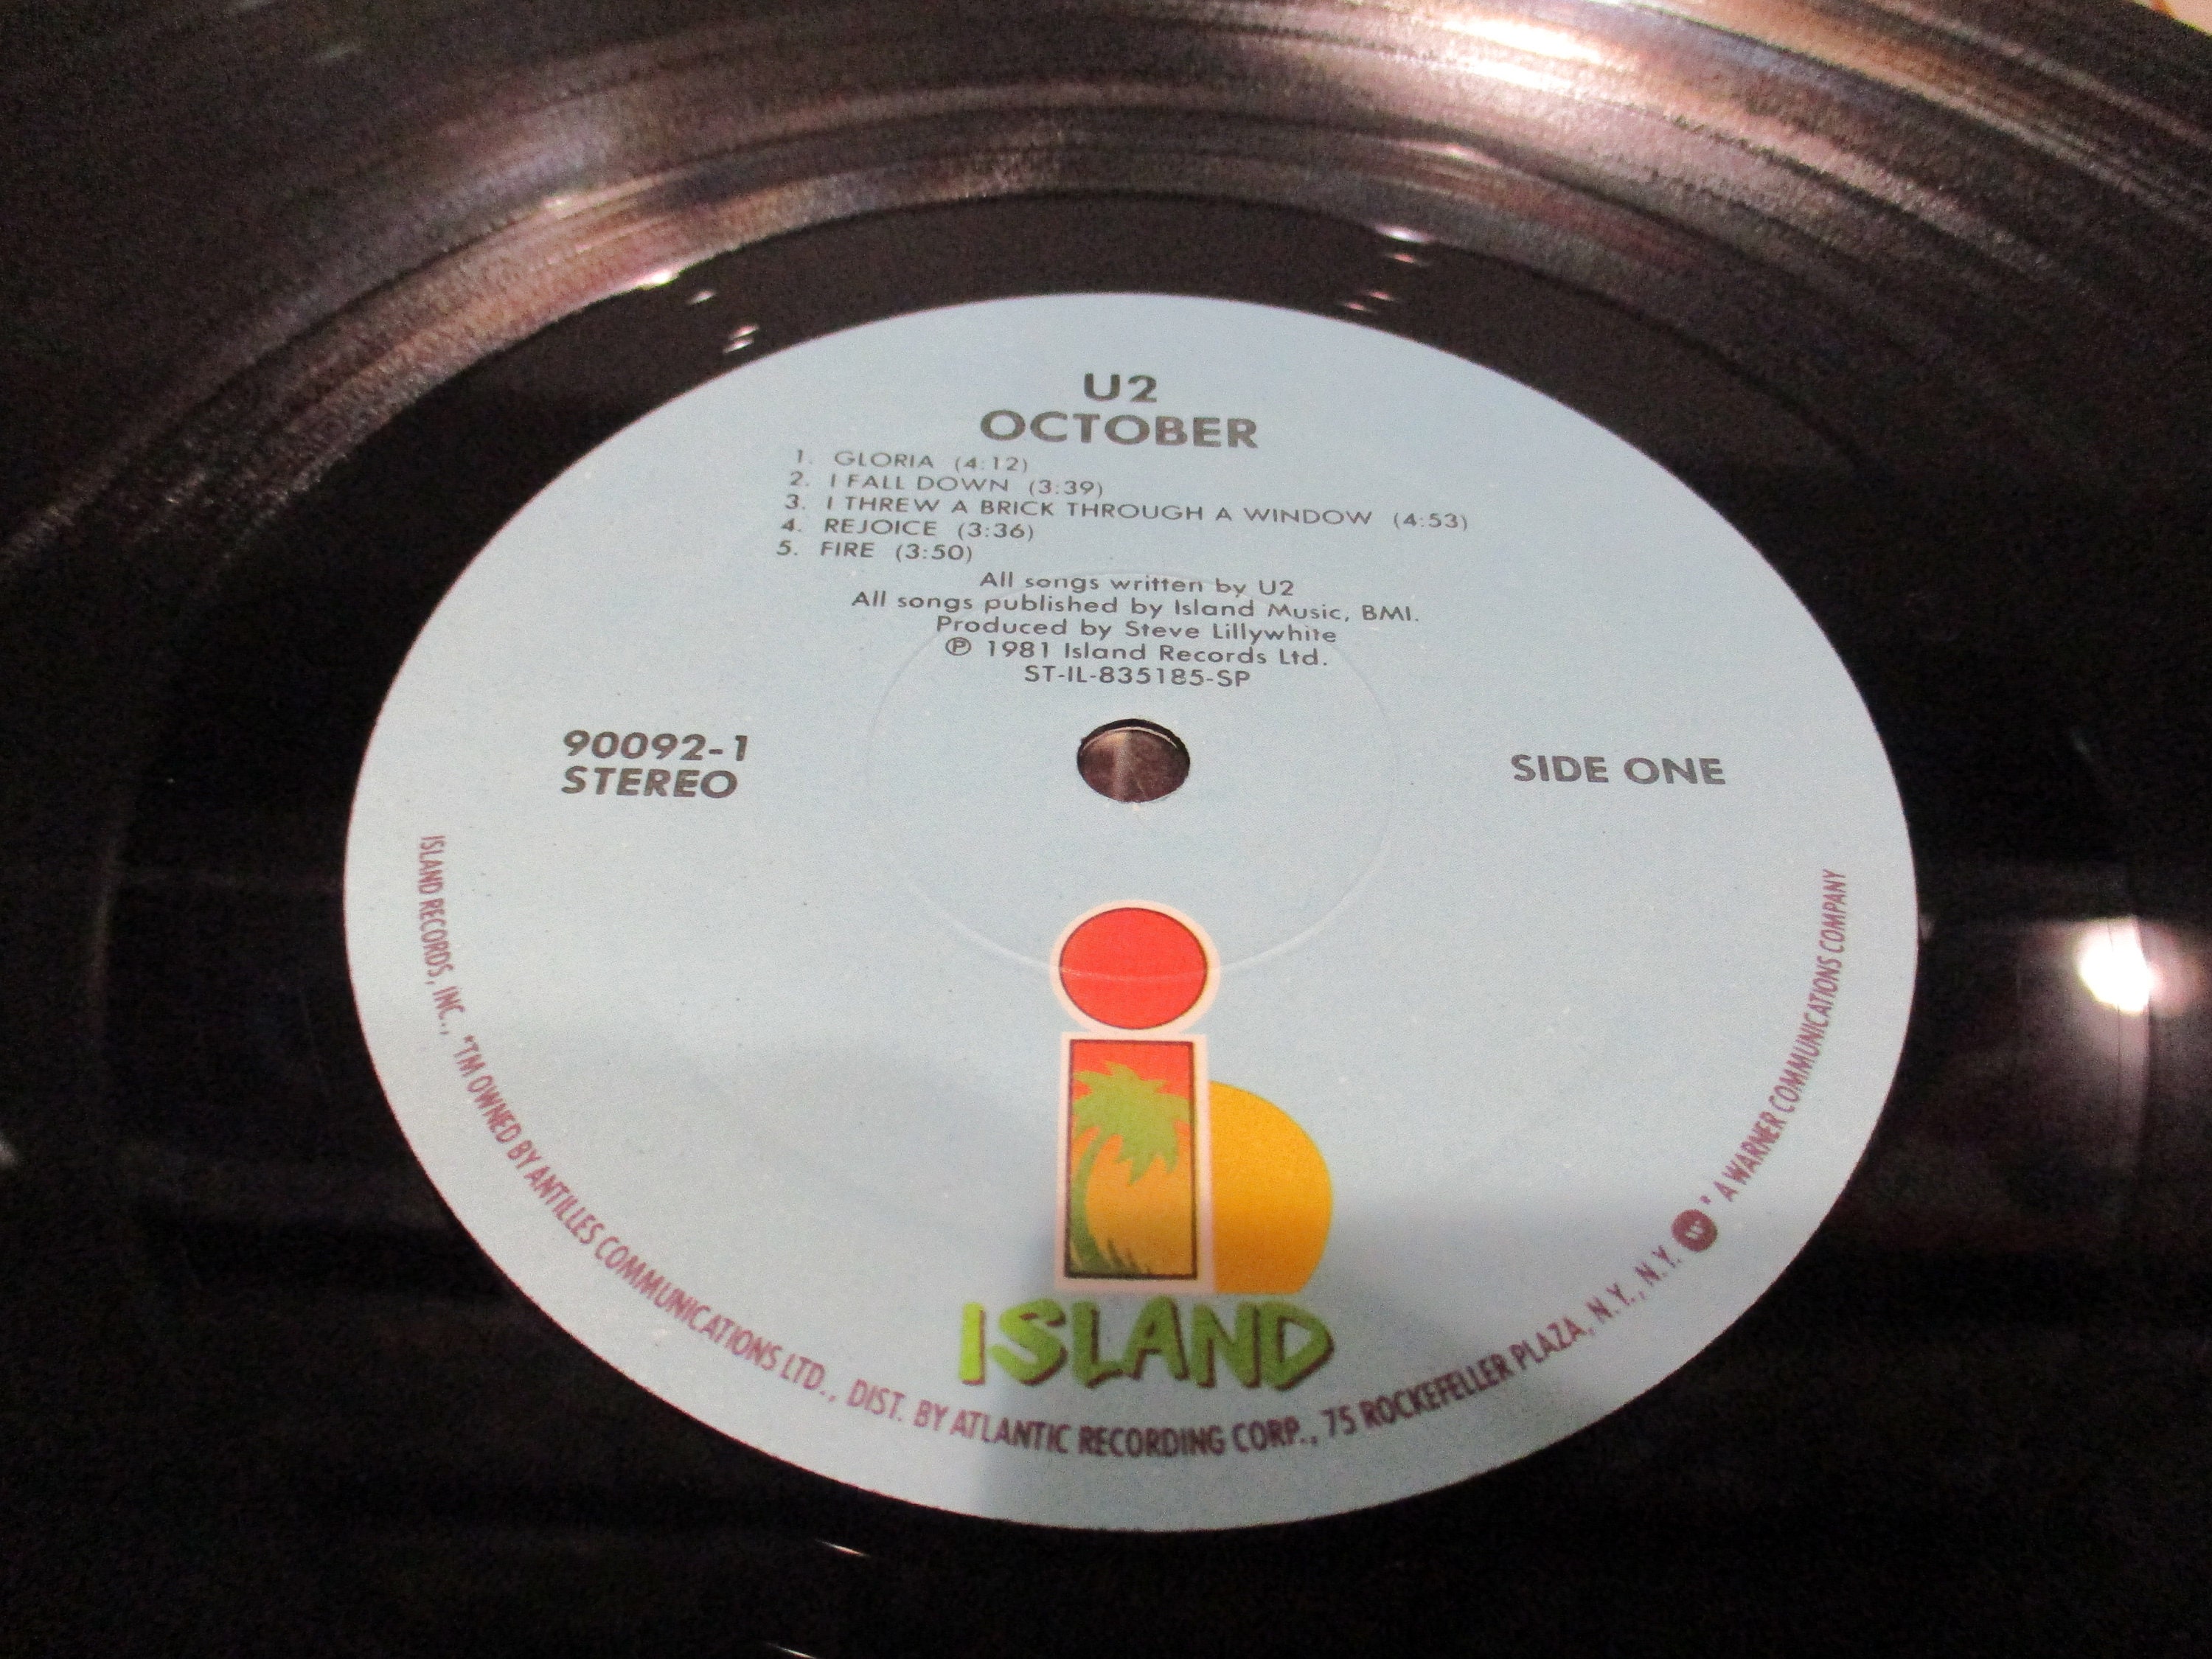 U2
OCTOBER
1. GLORIA (4:12)
2. I FALL DOWN (3:39)
3. I THREW A BRICK THROUGH A WINDOW (4:53)
4. REJOICE (3:36)
5. FIRE (3:50)
All songs written by U2
All songs published by Island Music, BMI.
Produced by Steve Lillywhite
℗ 1981 Island Records Ltd.
ST-IL-835185-SP
90092-1
STEREO
SIDE ONE
i
ISLAND
ISLAND RECORDS, INC., *TM OWNED BY ANTILLES COMMUNICATIONS LTD., DIST. BY ATLANTIC RECORDING CORP., 75 ROCKEFELLER PLAZA, N.Y., N.Y. W * A WARNER COMMUNICATIONS COMPANY